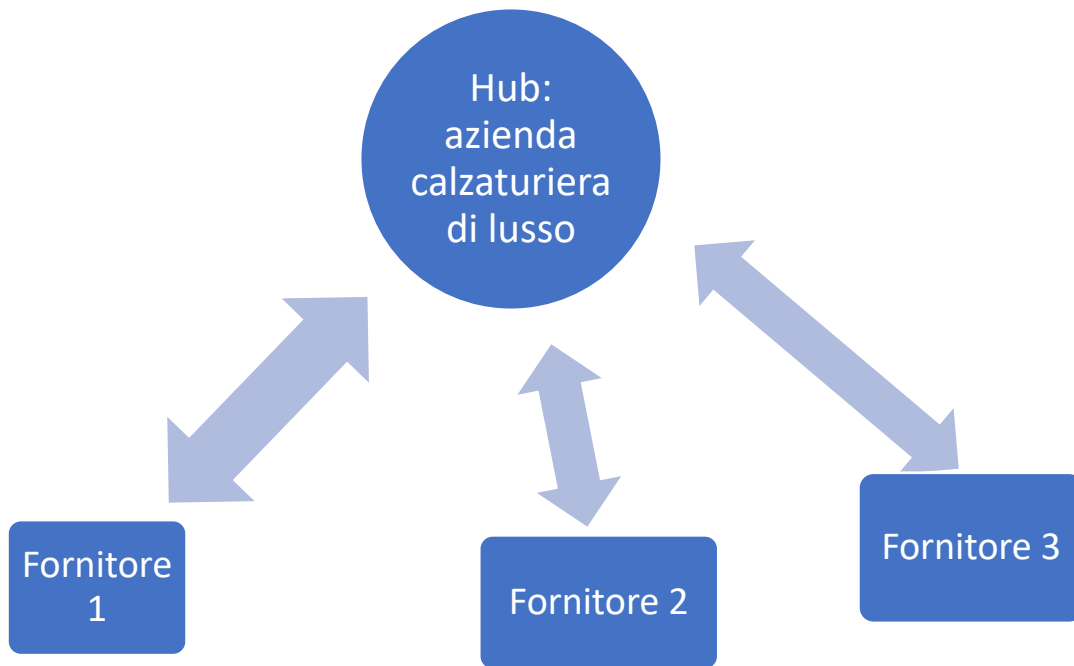 Hub:
azienda
calzaturiera
di lusso
Fornitore
1
Fornitore 2
Fornitore 3